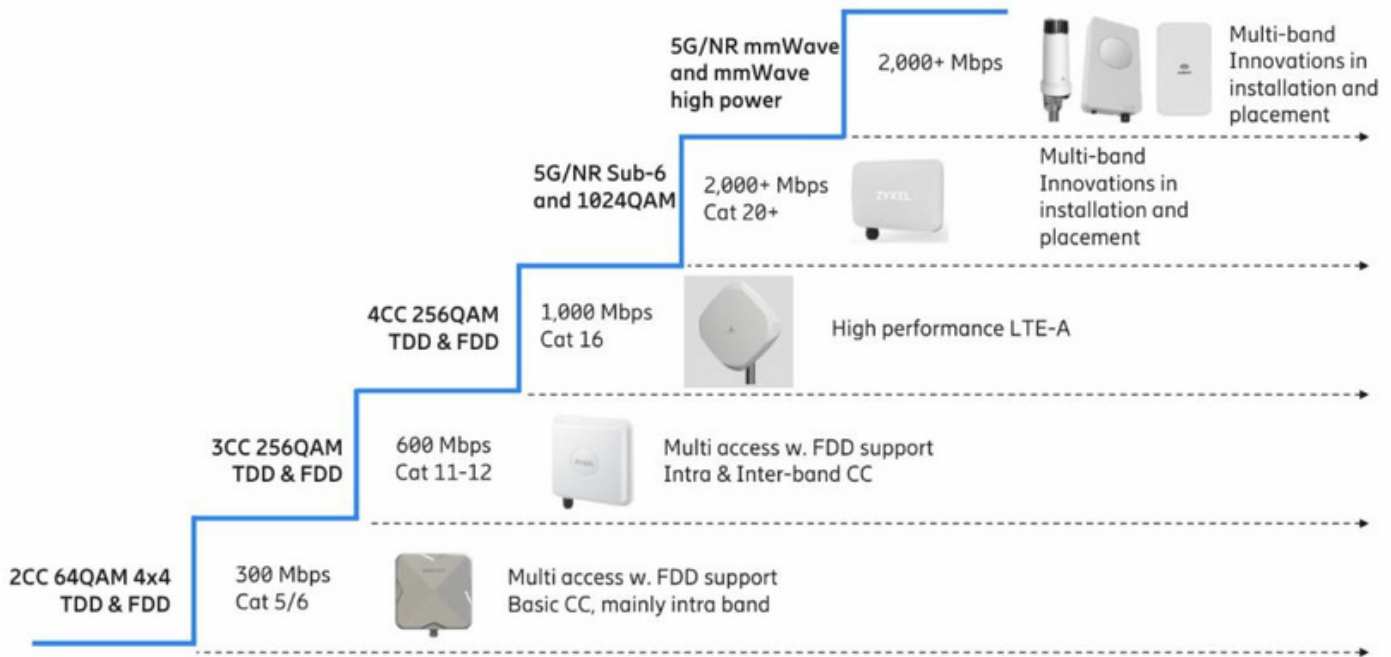 5G/NR mmWave
and mmWave
high power
2,000+ Mbps
Multi-band
Innovations in
installation and
placement
5G/NR Sub-6
and 1024QAM
2,000+ Mbps
Cat 20+
ZYXEL
Multi-band
Innovations in
installation and
placement
4CC 256QAM
TDD & FDD
1,000 Mbps
Cat 16
High performance LTE-A
3CC 256QAM
TDD & FDD
600 Mbps
Cat 11-12
ZYXEL
Multi access w. FDD support
Intra & Inter-band CC
2CC 64QAM 4x4
TDD & FDD
300 Mbps
Cat 5/6
Multi access w. FDD support
Basic CC, mainly intra band